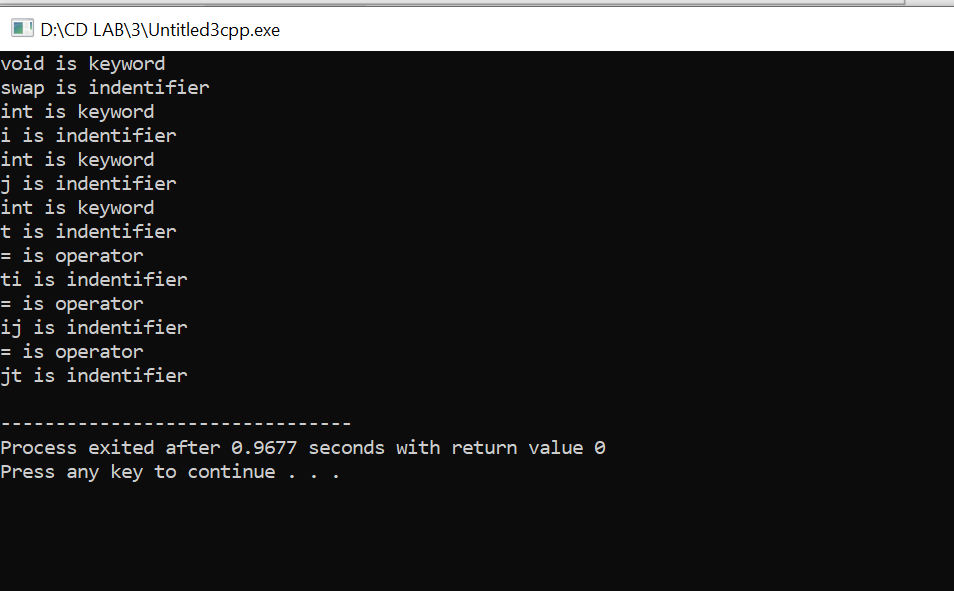 D:\CD LAB\3\Untitled3cpp.exe
void is keyword
swap is indentifier
int is keyword
i is indentifier
int is keyword
j is indentifier
int is keyword
t is indentifier
= is operator
ti is indentifier
= is operator
ij is indentifier
= is operator
jt is indentifier
--------------------------------
Process exited after 0.9677 seconds with return value 0
Press any key to continue . . .